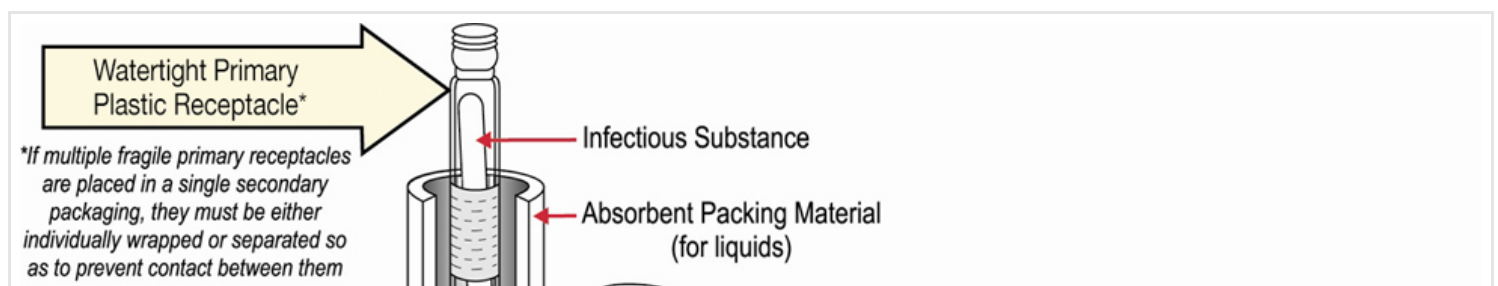 Watertight Primary
Plastic Receptacle*
*If multiple fragile primary receptacles
are placed in a single secondary
packaging, they must be either
individually wrapped or separated so
as to prevent contact between them
Infectious Substance
Absorbent Packing Material
(for liquids)